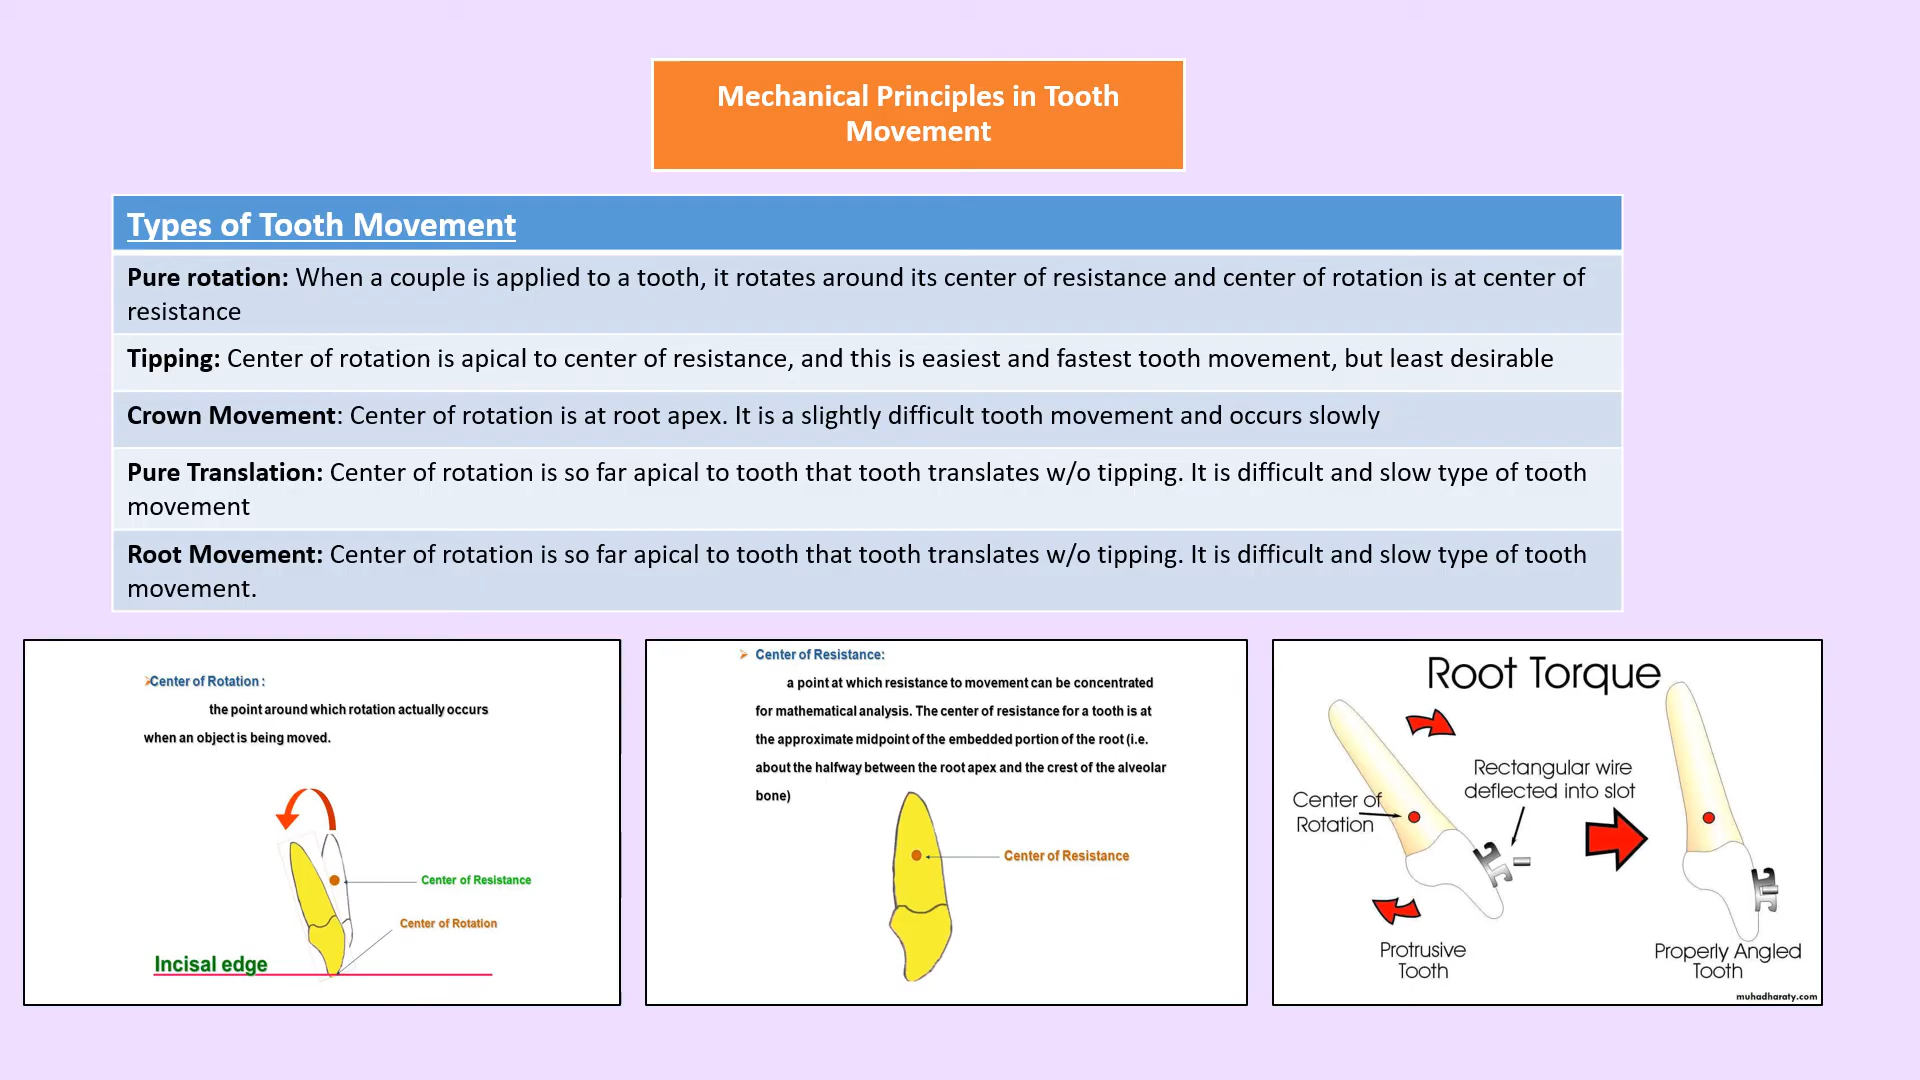 Mechanical Principles in Tooth
Movement
Types of Tooth Movement
Pure rotation: When a couple is applied to a tooth, it rotates around its center of resistance and center of rotation is at center of
resistance
Tipping: Center of rotation is apical to center of resistance, and this is easiest and fastest tooth movement, but least desirable
Crown Movement: Center of rotation is at root apex. It is a slightly difficult tooth movement and occurs slowly
Pure Translation: Center of rotation is so far apical to tooth that tooth translates w/o tipping. It is difficult and slow type of tooth
movement
Root Movement: Center of rotation is so far apical to tooth that tooth translates w/o tipping. It is difficult and slow type of tooth
movement.
Center of Rotation :
the point around which rotation actually occurs
when an object is being moved.
Center of Resistance
Center of Rotation
Incisal edge
Center of Resistance:
a point at which resistance to movement can be concentrated
for mathematical analysis. The center of resistance for a tooth is at
the approximate midpoint of the embedded portion of the root (i.e.
about the halfway between the root apex and the crest of the alveolar
bone)
Center of Resistance
Root Torque
Rectangular wire
deflected into slot
Center of
Rotation
Protrusive
Tooth
Properly Angled
Tooth
muhadharaty.com